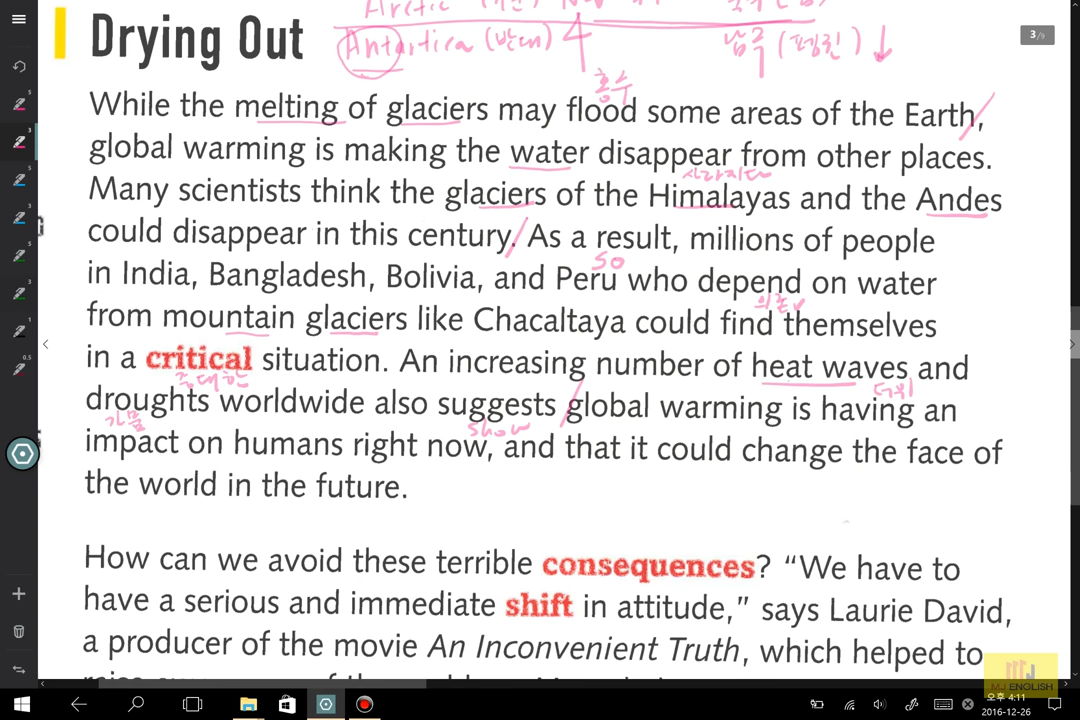 Arctic
Antartica (반대)
남극 (펭귄) ↓
3/9
Drying Out
홍수
While the melting of glaciers may flood some areas of the Earth,
global warming is making the water disappear from other places.
사라지다
Many scientists think the glaciers of the Himalayas and the Andes
could disappear in this century. As a result, millions of people
so
in India, Bangladesh, Bolivia, and Peru who depend on water
의존
from mountain glaciers like Chacaltaya could find themselves
in a critical situation. An increasing number of heat waves and
중대한
더위
droughts worldwide also suggests global warming is having an
가뭄
show
impact on humans right now, and that it could change the face of
the world in the future.
How can we avoid these terrible consequences? “We have to
have a serious and immediate shift in attitude,” says Laurie David,
a producer of the movie An Inconvenient Truth, which helped to
MJ ENGLISH
오후 4:11
2016-12-26